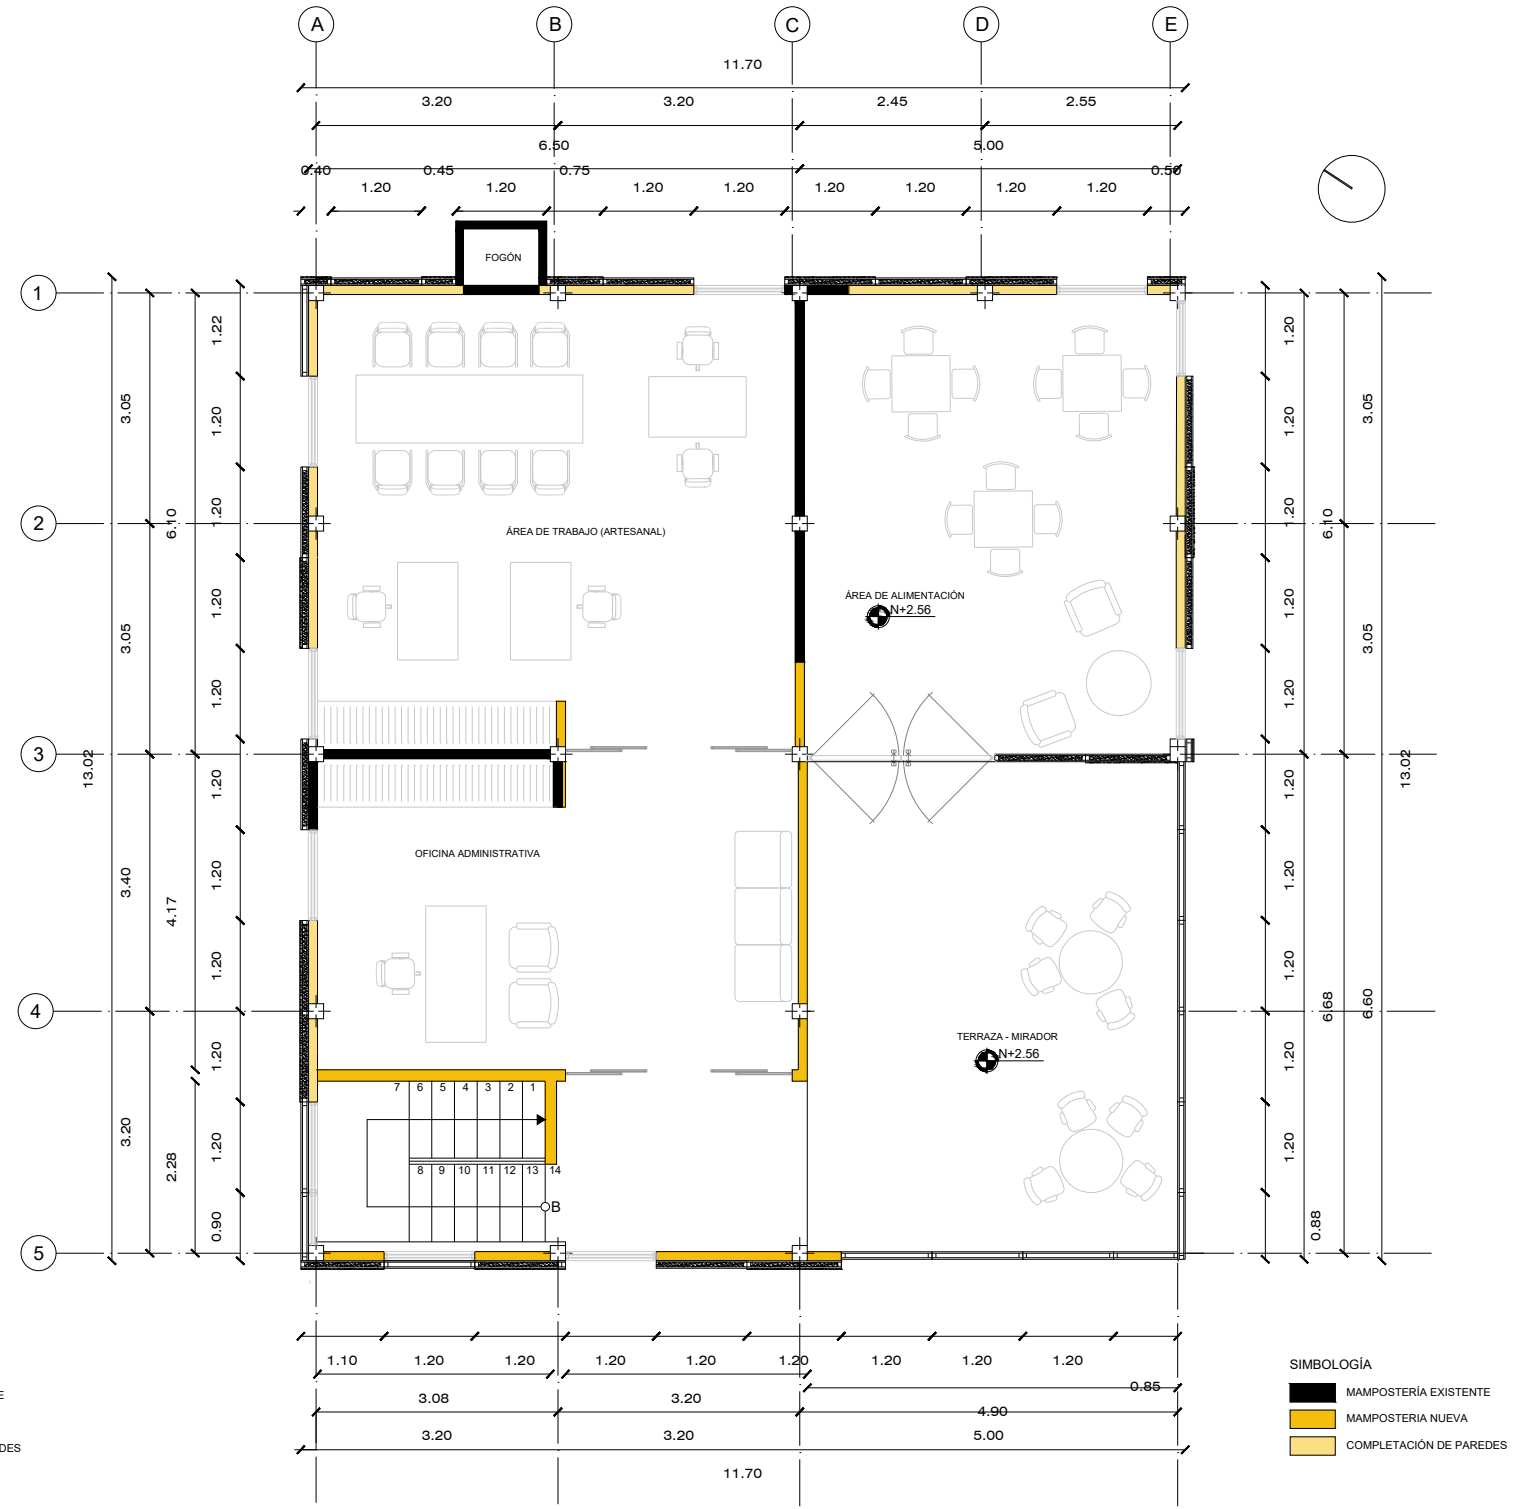 A B C D E
11.70
3.20 3.20 2.45 2.55
6.50 5.00
0.40 0.45 0.75 0.50
1.20 1.20 1.20 1.20 1.20 1.20 1.20 1.20
FOGÓN
1
2
3
4
5
13.02
3.05
3.05
3.40
3.20
6.10
4.17
2.28
1.22
1.20
1.20
1.20
1.20
1.20
1.20
1.20
1.20
1.20
0.90
ÁREA DE TRABAJO (ARTESANAL)
ÁREA DE ALIMENTACIÓN
N+2.56
OFICINA ADMINISTRATIVA
TERRAZA - MIRADOR
N+2.56
7 6 5 4 3 2 1
8 9 10 11 12 13 14
B
1.20
1.20
1.20
1.20
1.20
1.20
1.20
1.20
1.20
1.20
0.88
6.10
6.68
3.05
3.05
6.60
13.02
1.10 1.20 1.20 1.20 1.20 1.20 1.20 1.20 1.20
0.85
3.08 3.20 4.90
3.20 3.20 5.00
11.70
SIMBOLOGÍA
MAMPOSTERÍA EXISTENTE
MAMPOSTERIA NUEVA
COMPLETACIÓN DE PAREDES
E
DES